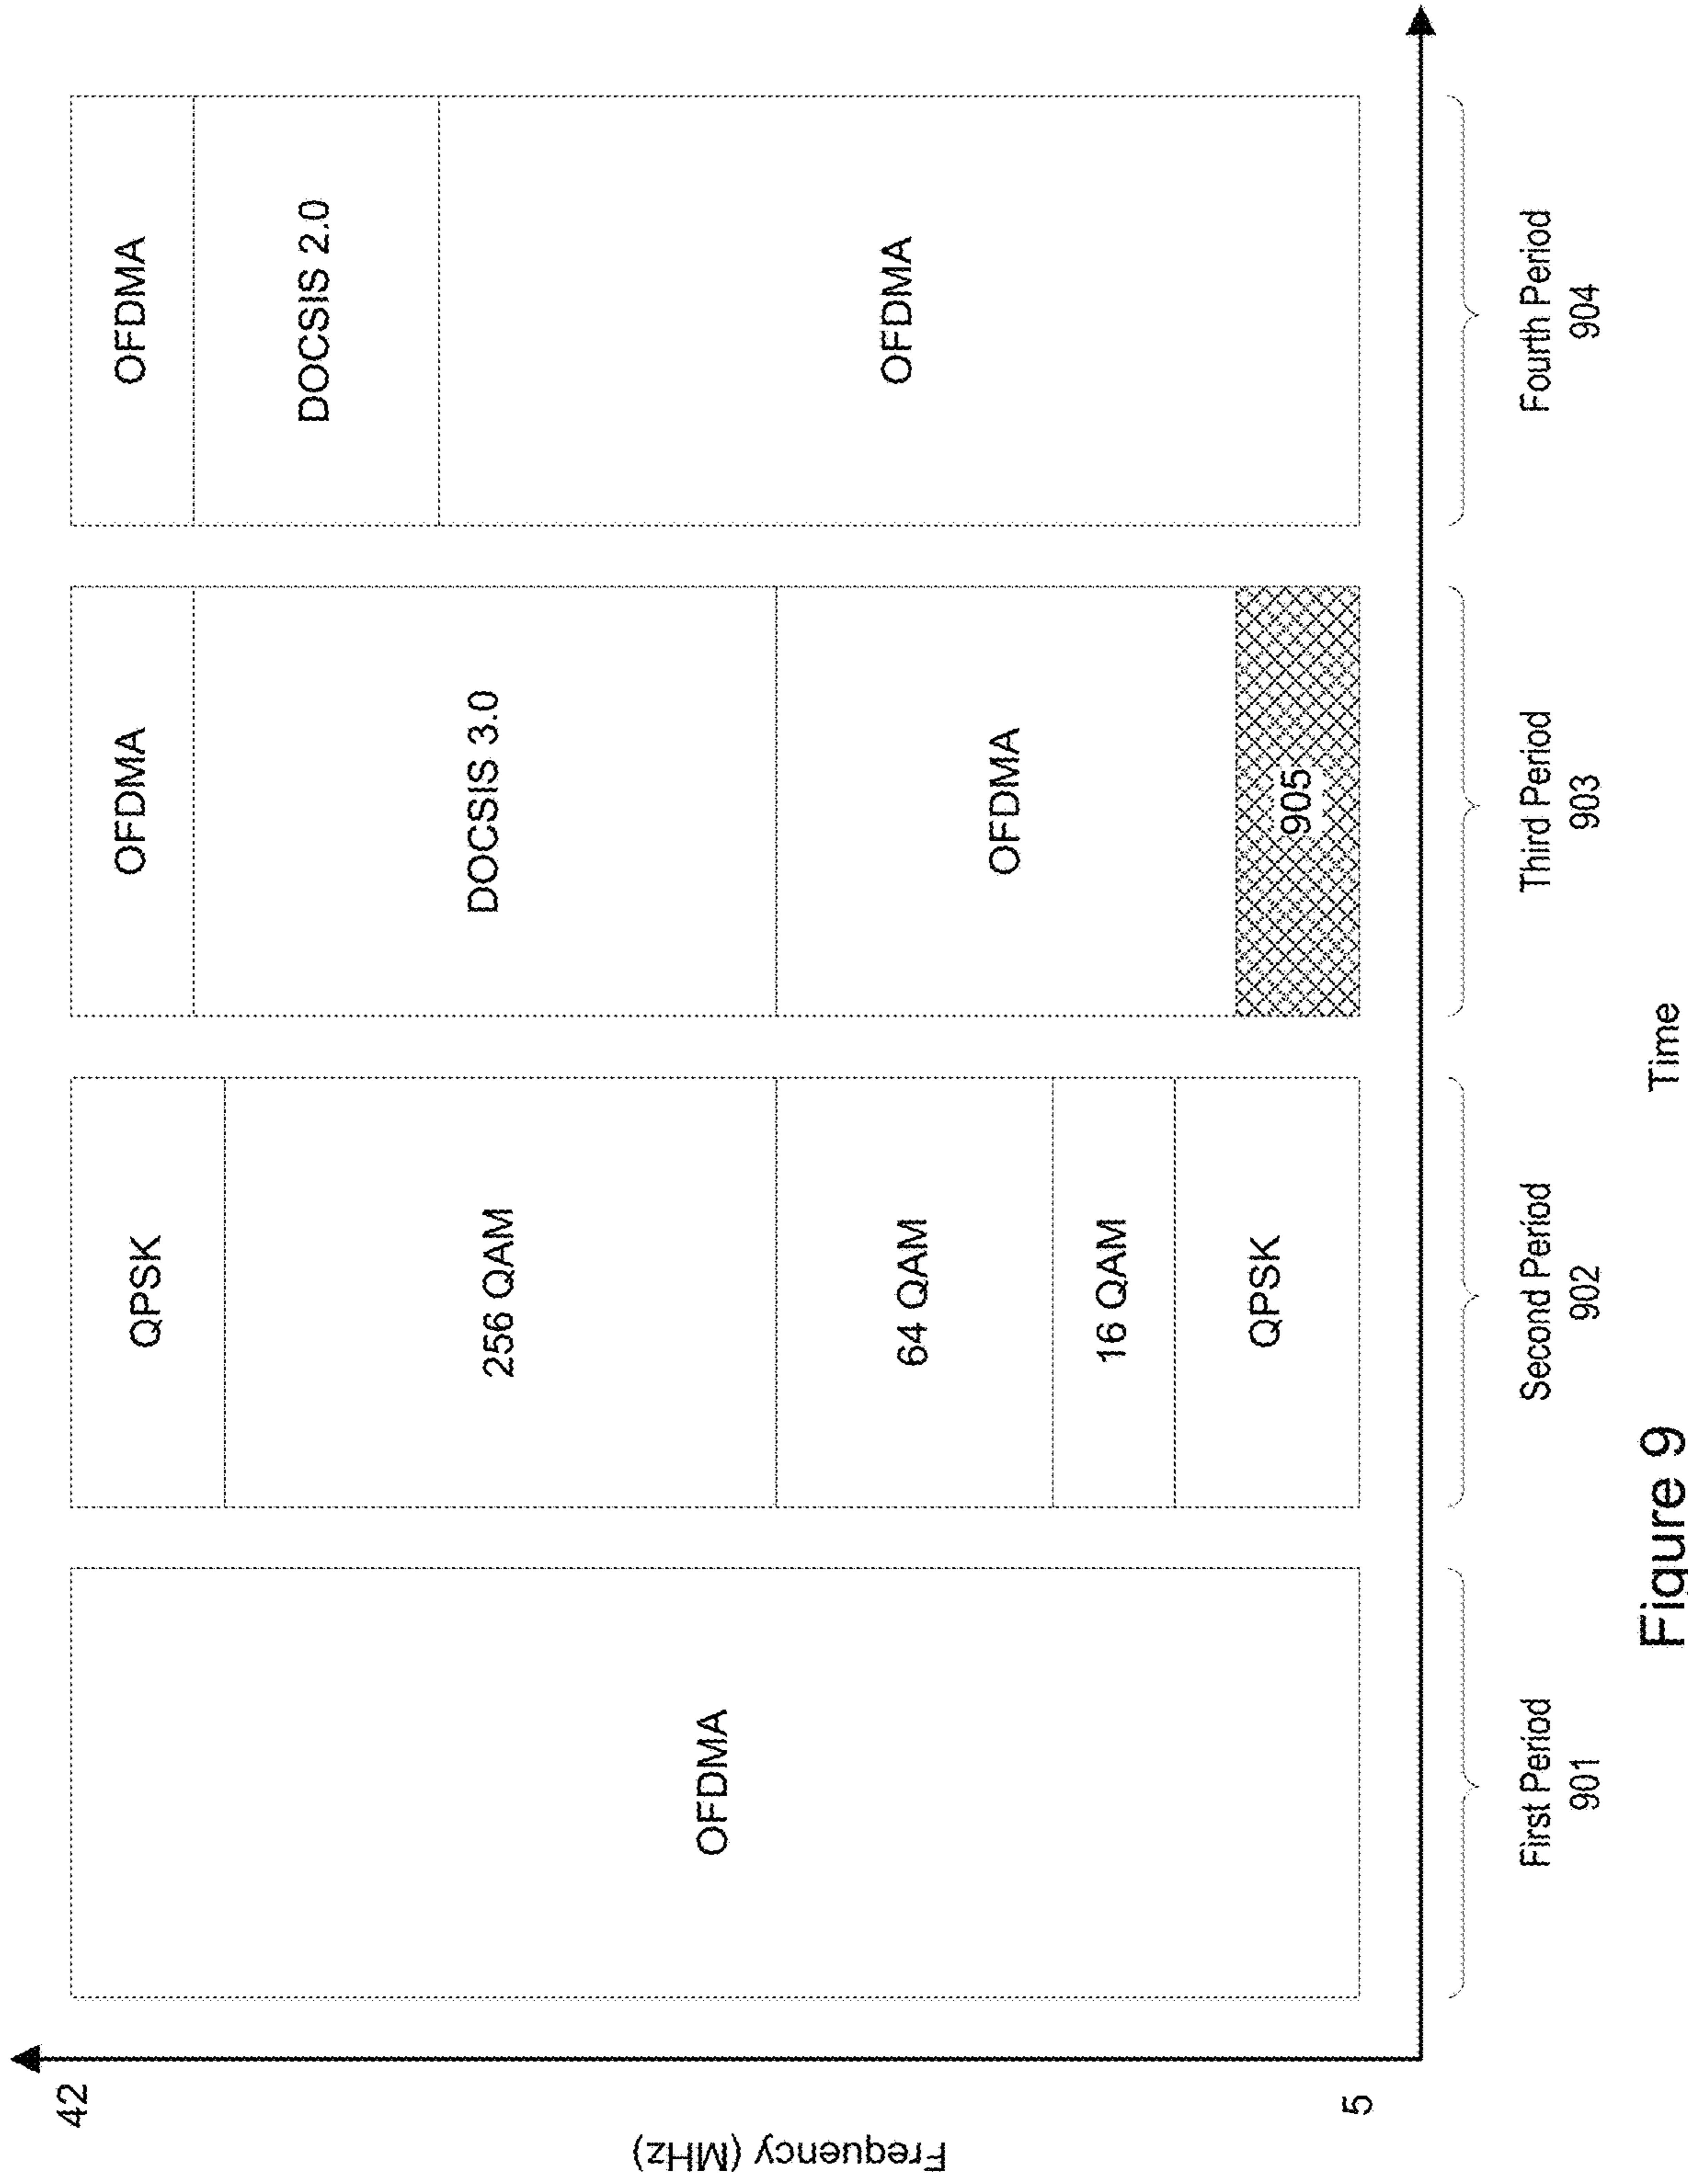 42
Frequency (MHz)
5
OFDMA
QPSK
256 QAM
64 QAM
16 QAM
QPSK
OFDMA
DOCSIS 3.0
OFDMA
905
OFDMA
DOCSIS 2.0
OFDMA
First Period
901
Second Period
902
Third Period
903
Fourth Period
904
Time
Figure 9